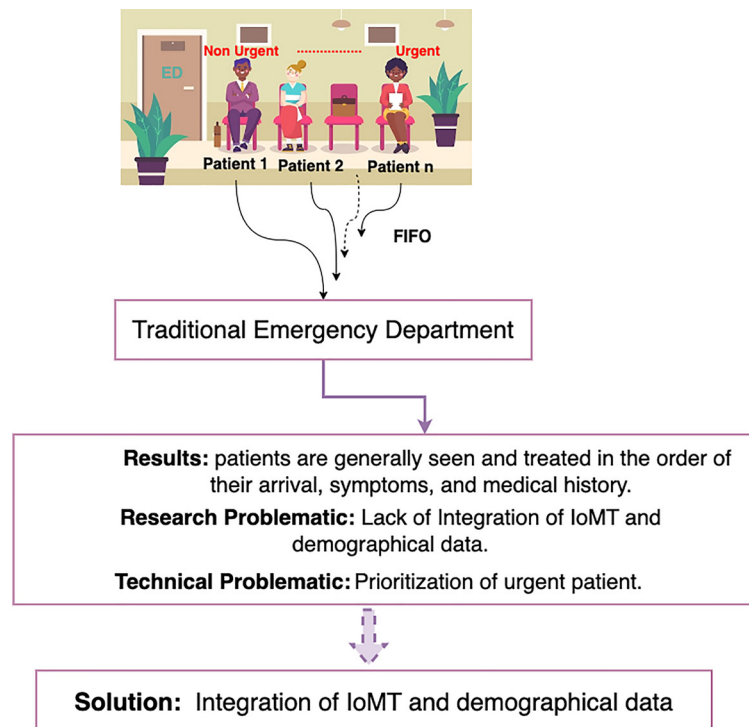 Non Urgent
Urgent
ED
Patient 1
Patient 2
Patient n
FIFO
Traditional Emergency Department
Results: patients are generally seen and treated in the order of
their arrival, symptoms, and medical history.
Research Problematic: Lack of Integration of IoMT and
demographical data.
Technical Problematic: Prioritization of urgent patient.
Solution: Integration of IoMT and demographical data